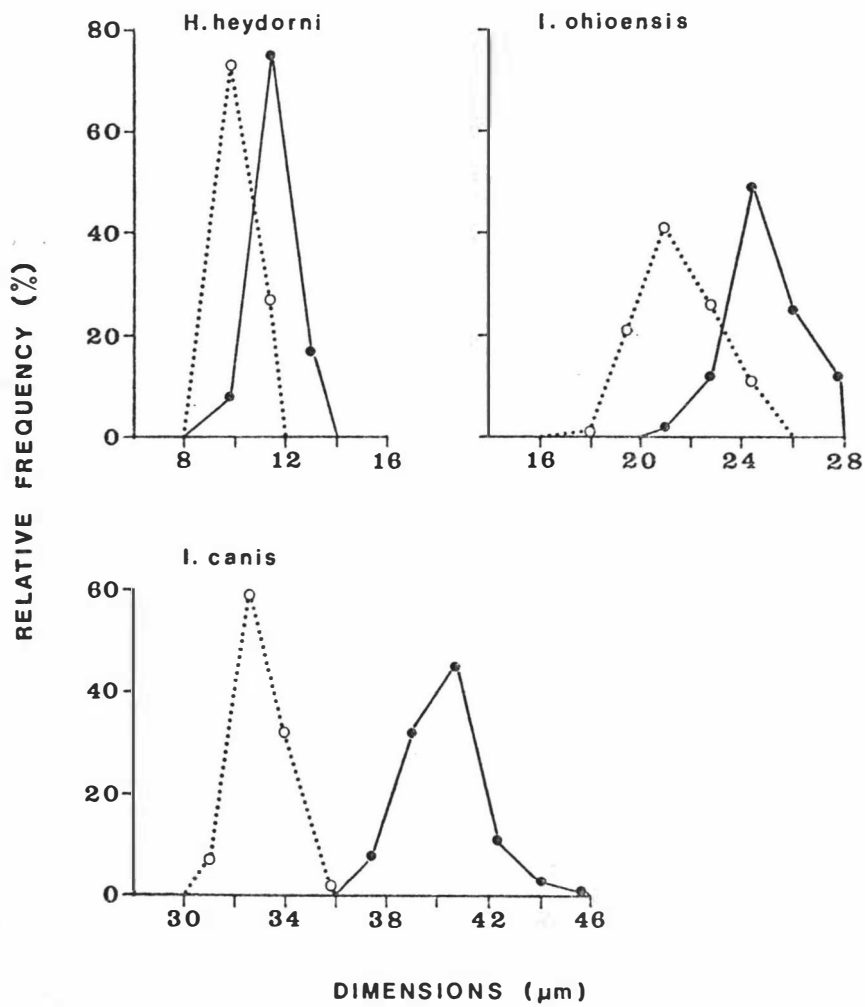 H. heydorni
I. ohioensis
80
60
40
20
0
8 12 16
16 20 24 28
I. canis
60
40
20
0
30 34 38 42 46
RELATIVE FREQUENCY (%)
DIMENSIONS (µm)